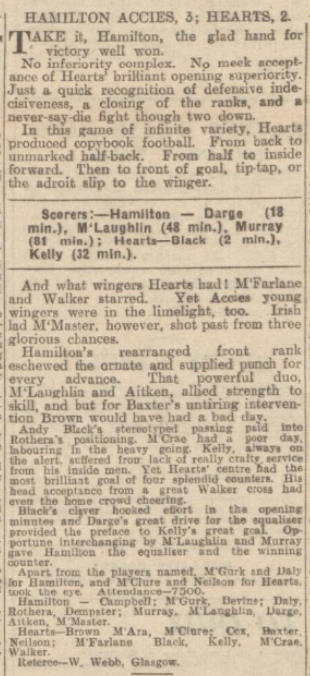 HAMILTON ACCIES, 3; HEARTS, 2.
TAKE it, Hamilton, the glad hand for
victory well won.
No inferiority complex. No meek accept-
ance of Hearts' brilliant opening superiority.
Just a quick recognition of defensive inde-
cisiveness, a closing of the ranks, and a
never-say-die fight though two down.
In this game of infinite variety, Hearts
produced copybook football. From back to
unmarked half-back. From half to inside
forward. Then to front of goal, tip-tap, or
the adroit slip to the winger.
Scorers:—Hamilton — Darge (18
min.), M'Laughlin (48 min.), Murray
(81 min.); Hearts—Black (2 min.),
Kelly (32 min.).
And what wingers Hearts had! M'Farlane
and Walker starred. Yet Accies young
wingers were in the limelight, too. Irish
lad M'Master, however, shot past from three
glorious chances.
Hamilton's rearranged front rank
eschewed the ornate and supplied punch for
every advance. That powerful duo,
M'Laughlin and Aitken, allied strength to
skill, and but for Baxter's untiring interven-
tion Brown would have had a bad day.
Andy Black's stereotyped passing paid into
Rothera's positioning. M'Crae had a poor day,
labouring in the heavy going. Kelly, always on
the alert, suffered from lack of really crafty service
from his inside men. Yet Hearts' centre had the
most brilliant goal of four splendid counters. His
head acceptance from a great Walker cross had
even the home crowd cheering.
Black's clever hooked effort in the opening
minutes and Darge's great drive for the equaliser
provided the preface to Kelly's great goal. Op-
portune interchanging by M'Laughlin and Murray
gave Hamilton the equaliser and the winning
counter.
Apart from the players named, M'Gurk and Daly
for Hamilton, and M'Clure and Neilson for Hearts,
took the eye. Attendance—7500.
Hamilton — Campbell; M'Gurk, Devine; Daly,
Rothera, Dempster; Murray, M'Laughlin, Darge,
Aitken, M'Master.
Hearts—Brown M'Ara, M'Clure; Cox, Baxter,
Neilson; M'Farlane Black, Kelly, M'Crae,
Walker.
Referee—W. Webb, Glasgow.